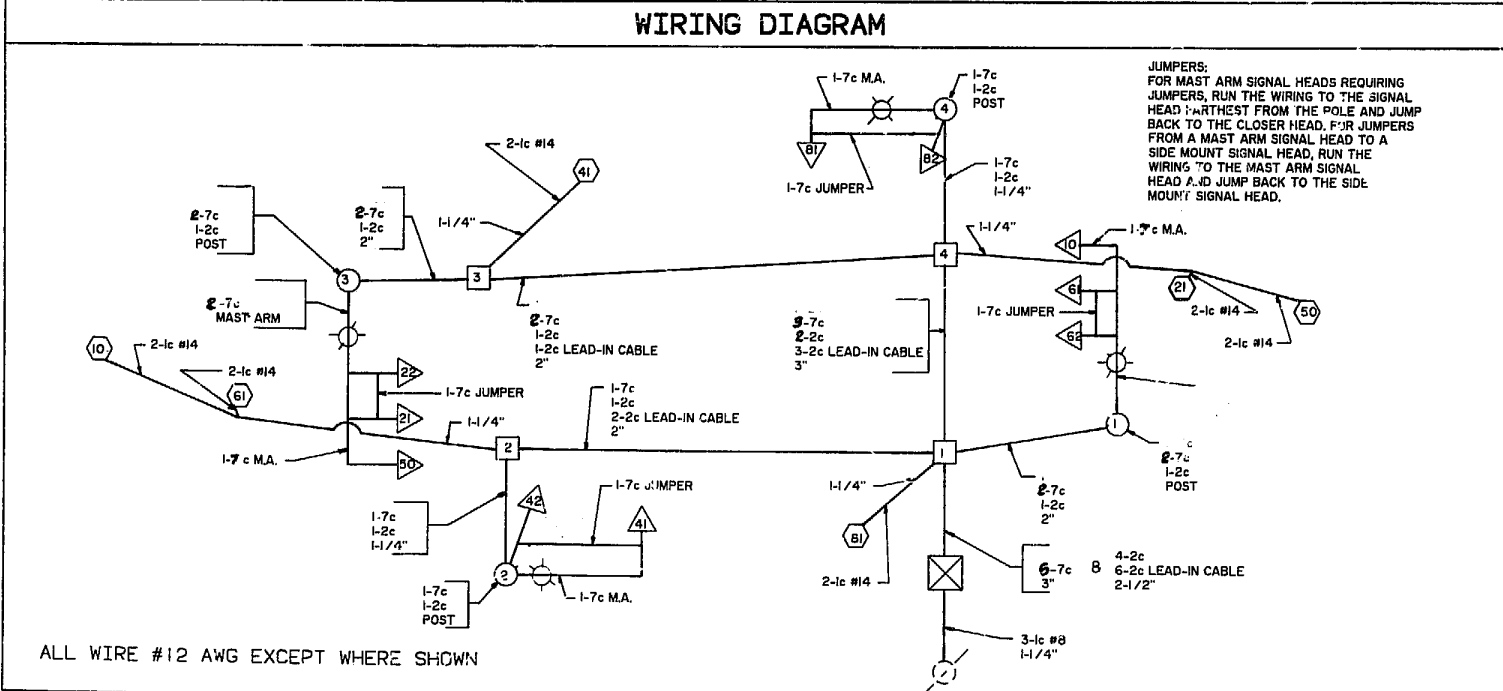 WIRING DIAGRAM
JUMPERS:
FOR MAST ARM SIGNAL HEADS REQUIRING
JUMPERS, RUN THE WIRING TO THE SIGNAL
HEAD FARTHEST FROM THE POLE AND JUMP
BACK TO THE CLOSER HEAD. FOR JUMPERS
FROM A MAST ARM SIGNAL HEAD TO A
SIDE MOUNT SIGNAL HEAD, RUN THE
WIRING TO THE MAST ARM SIGNAL
HEAD AND JUMP BACK TO THE SIDE
MOUNT SIGNAL HEAD.
1-7c M.A.
4
1-7c
1-2c
POST
81
82
1-7c JUMPER
1-7c
1-2c
1-1/4"
2-1c #14
41
1-1/4"
2-7c
1-2c
POST
2-7c
1-2c
2"
3
3
4
1-1/4"
10
1-7c M.A.
61
1-7c JUMPER
62
21
2-1c #14
50
2-1c #14
2-7c
MAST ARM
2-7c
1-2c
1-2c LEAD-IN CABLE
2"
3-7c
2-2c
3-2c LEAD-IN CABLE
3"
10
2-1c #14
2-1c #14
61
22
1-7c JUMPER
21
1-1/4"
1-7c M.A.
50
1-7c
1-2c
2-2c LEAD-IN CABLE
2"
2
1
1
c
2-7c
1-2c
POST
2-7c
1-2c
2"
1-1/4"
81
2-1c #14
1-7c
1-2c
1-1/4"
42
1-7c JUMPER
41
2
1-7c M.A.
1-7c
1-2c
POST
6-7c
3"
8
4-2c
6-2c LEAD-IN CABLE
2-1/2"
3-1c #8
1-1/4"
ALL WIRE #12 AWG EXCEPT WHERE SHOWN